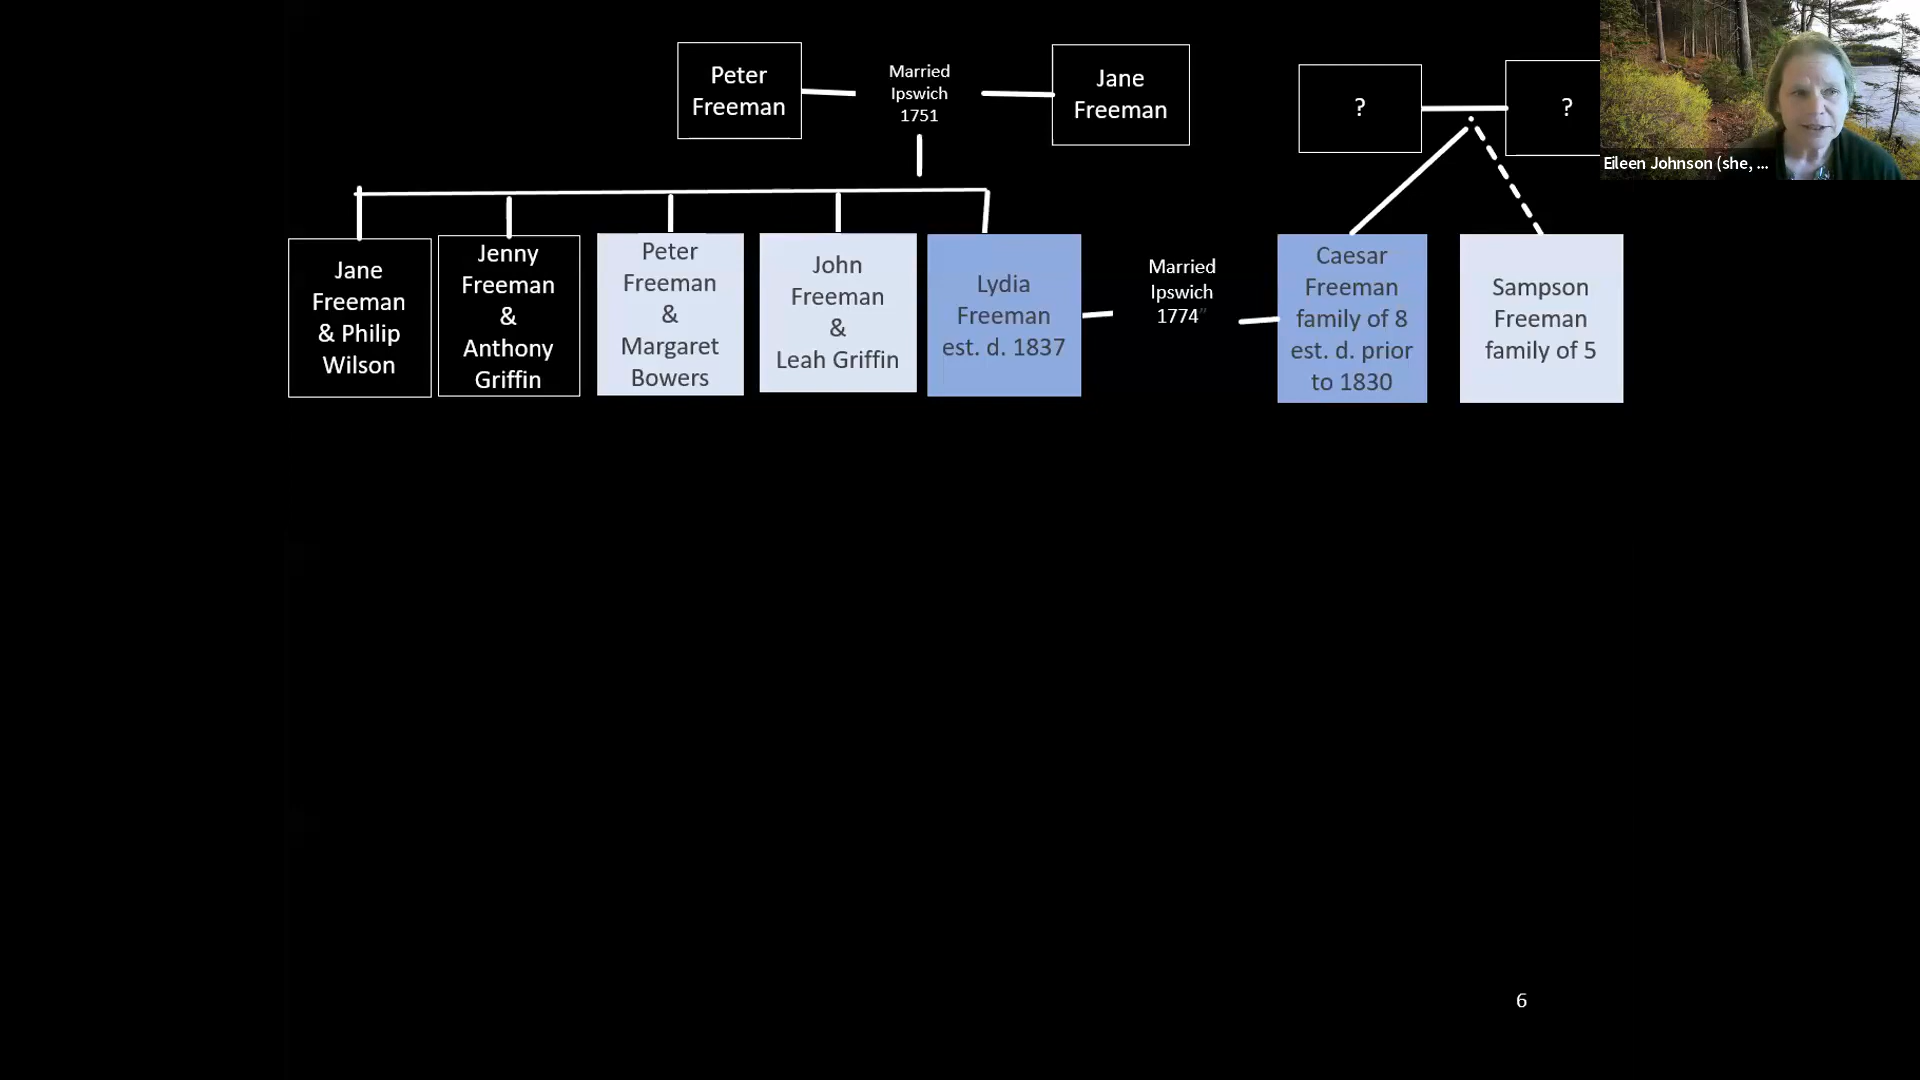 Peter
Freeman
Married
Ipswich
1751
Jane
Freeman
?
?
Eileen Johnson (she, ...
Jane
Freeman
& Philip
Wilson
Jenny
Freeman
&
Anthony
Griffin
Peter
Freeman
&
Margaret
Bowers
John
Freeman
&
Leah Griffin
Lydia
Freeman
est. d. 1837
Married
Ipswich
1774"
Caesar
Freeman
family of 8
est. d. prior
to 1830
Sampson
Freeman
family of 5
6